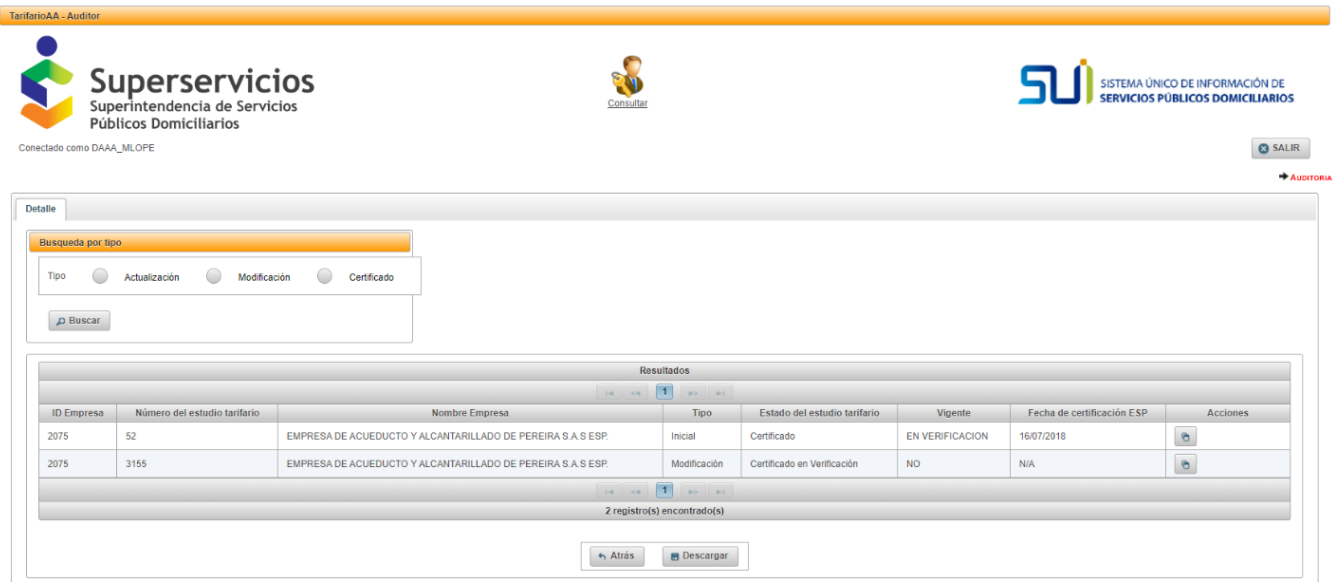 TarifarioAA - Auditor
Superservicios
Superintendencia de Servicios
Públicos Domiciliarios
Consultar
SUI SISTEMA ÚNICO DE INFORMACIÓN DE
SERVICIOS PÚBLICOS DOMICILIARIOS
Conectado como DAAA_MLOPE
SALIR
AUDITORIA
Detalle
Busqueda por tipo
Tipo Actualización Modificación Certificado
Buscar
Resultados
1
ID Empresa Número del estudio tarifario Nombre Empresa Tipo Estado del estudio tarifario Vigente Fecha de certificación ESP Acciones
2075 52 EMPRESA DE ACUEDUCTO Y ALCANTARILLADO DE PEREIRA S.A.S ESP. Inicial Certificado EN VERIFICACION 16/07/2018
2075 3155 EMPRESA DE ACUEDUCTO Y ALCANTARILLADO DE PEREIRA S.A.S ESP. Modificación Certificado en Verificación NO N/A
1
2 registro(s) encontrado(s)
Atrás Descargar